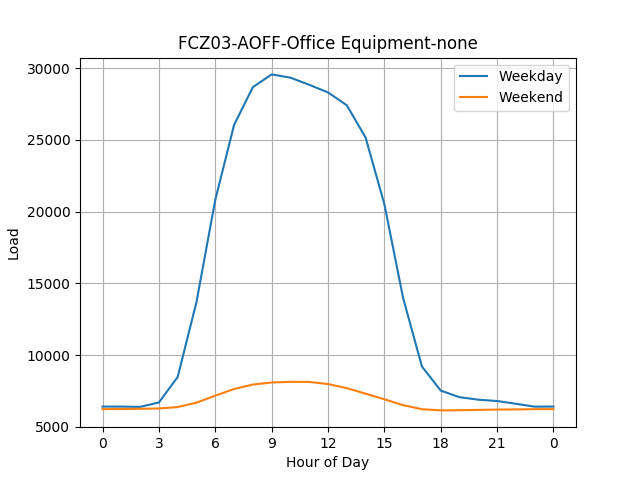 FCZ03-AOFF-Office Equipment-none
Weekday
Weekend
30000
25000
20000
15000
10000
5000
Load
0 3 6 9 12 15 18 21 0
Hour of Day